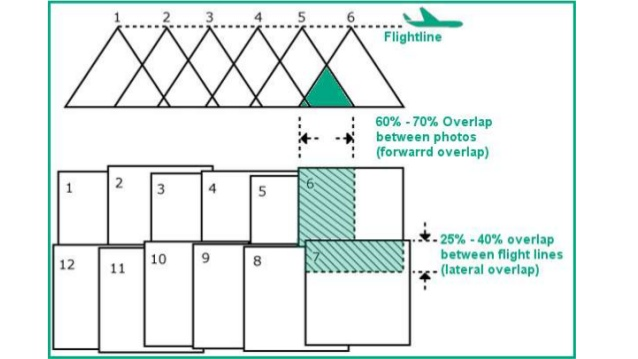 1 2 3 4 5 6
Flightline
60% - 70% Overlap
between photos
(forwarrd overlap)
1 2 3 4 5 6
25% - 40% overlap
between flight lines
(lateral overlap)
12 11 10 9 8 7